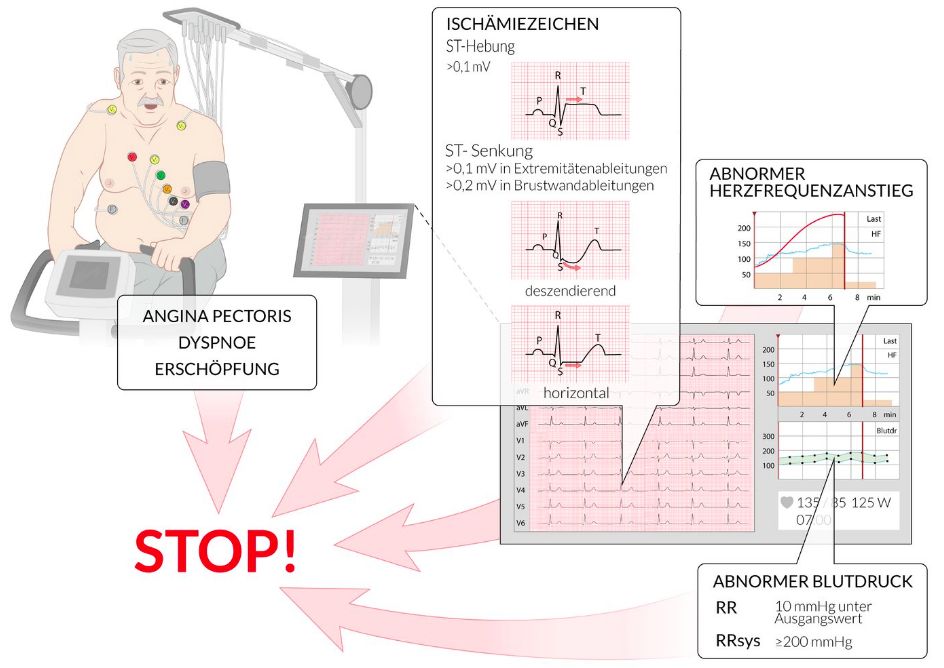 ISCHÄMIEZEICHEN
ST-Hebung
>0,1 mV
R
P
T
Q
S
ST- Senkung
>0,1 mV in Extremitätenableitungen
>0,2 mV in Brustwandableitungen
R
P
T
Q
S
deszendierend
R
P
T
Q
S
horizontal
ANGINA PECTORIS
DYSPNOE
ERSCHÖPFUNG
ABNORMER
HERZFREQUENZANSTIEG
Last
HF
200
150
100
50
2 4 6 8 min
aVR
aVL
aVF
V1
V2
V3
V4
V5
V6
Last
HF
200
150
100
50
2 4 6 8 min
Blutdr
300
200
100
135 / 85 125 W
07:00
STOP!
ABNORMER BLUTDRUCK
RR 10 mmHg unter
Ausgangswert
RRsys ≥200 mmHg